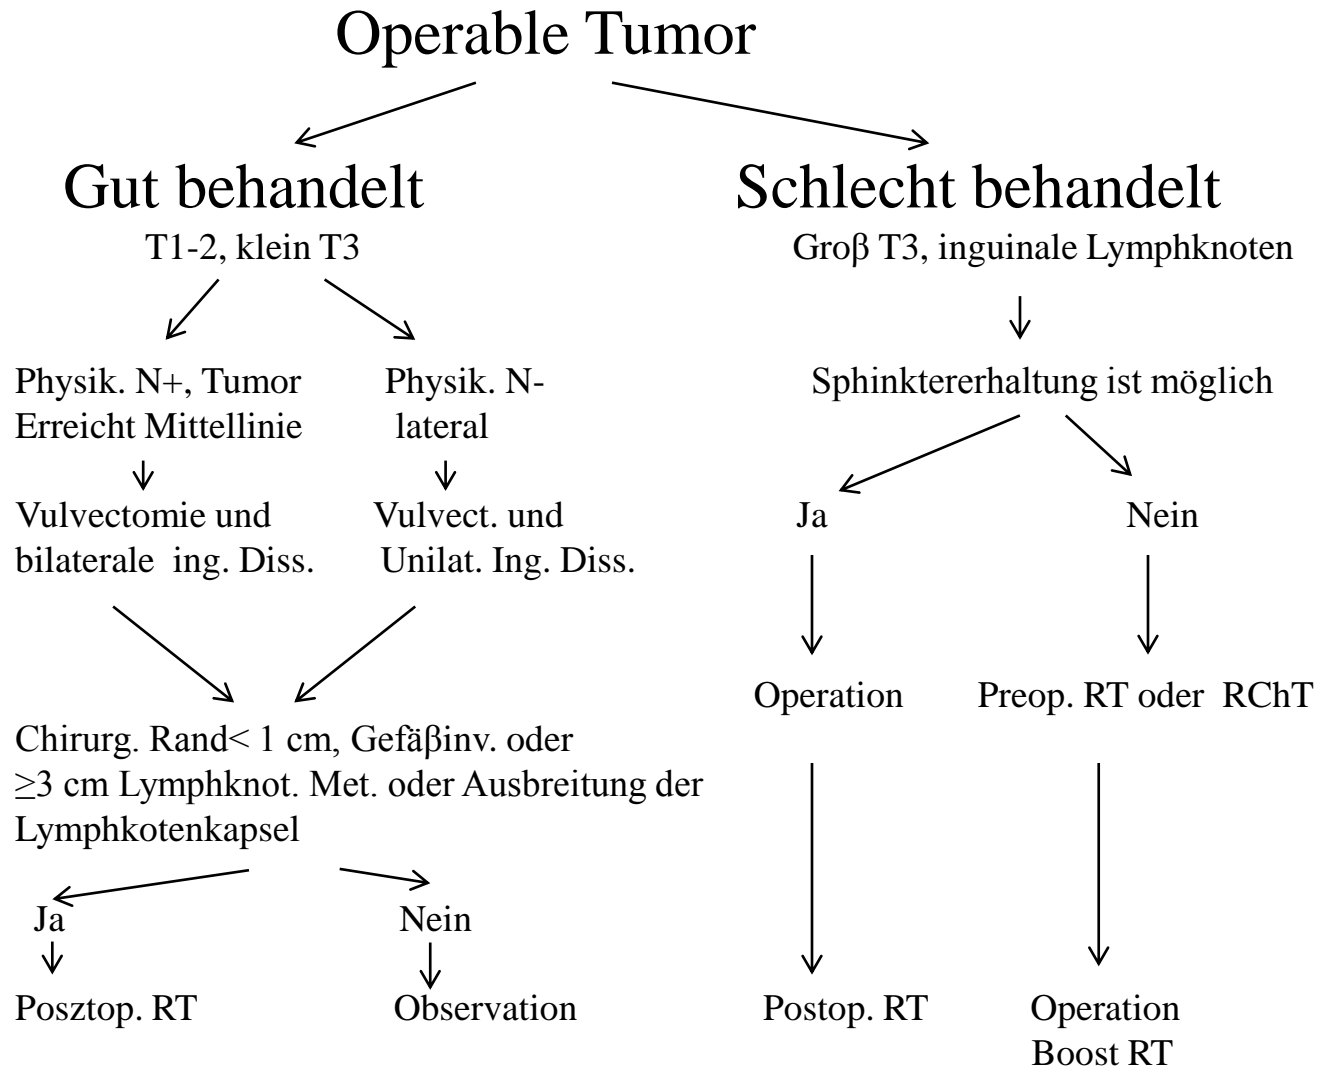 Operable Tumor
Gut behandelt
T1-2, klein T3
Schlecht behandelt
Groβ T3, inguinale Lymphknoten
Physik. N+, Tumor
Erreicht Mittellinie
Physik. N-
lateral
Sphinktererhaltung ist möglich
Vulvectomie und
bilaterale ing. Diss.
Vulvect. und
Unilat. Ing. Diss.
Ja
Nein
Operation
Preop. RT oder RChT
Chirurg. Rand< 1 cm, Gefäβinv. oder
≥3 cm Lymphknot. Met. oder Ausbreitung der
Lymphkotenkapsel
Ja
Nein
Posztop. RT
Observation
Postop. RT
Operation
Boost RT